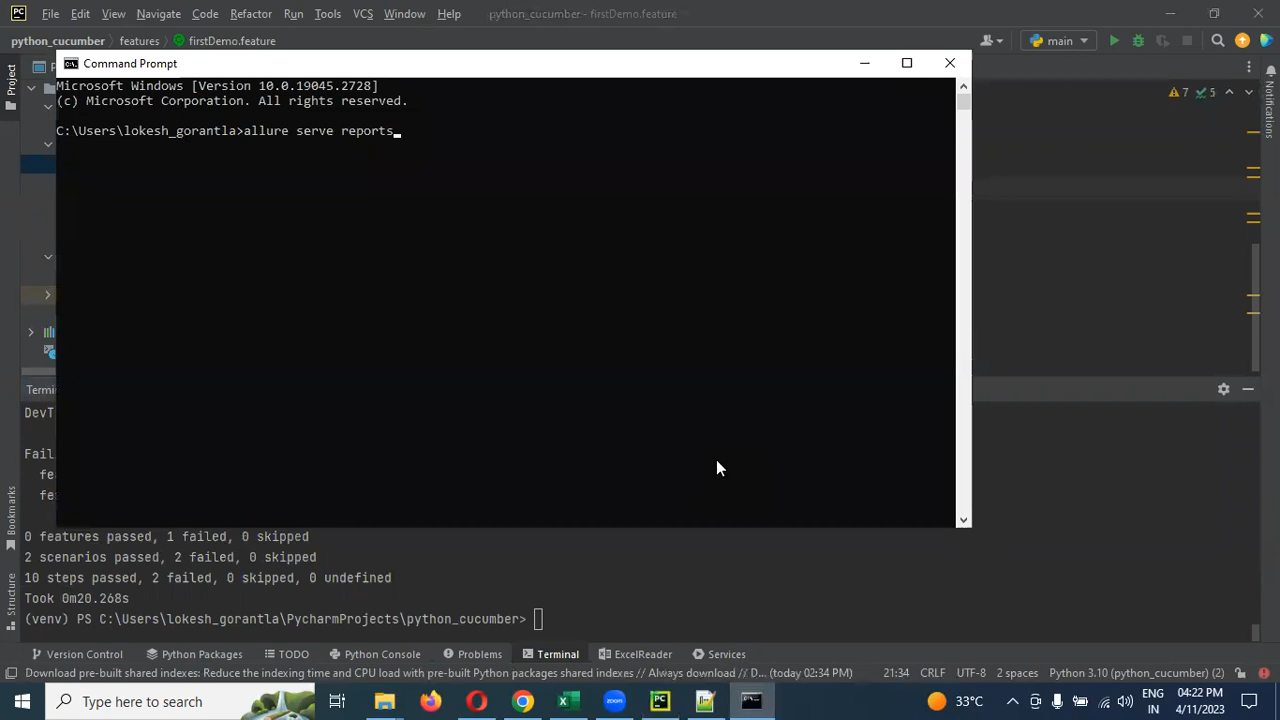 File Edit View Navigate Code Refactor Run Tools VCS Window Help python_cucumber - firstDemo.feature
python_cucumber features firstDemo.feature main
Project
Command Prompt
Notifications
Microsoft Windows [Version 10.0.19045.2728]
(c) Microsoft Corporation. All rights reserved.
7 5
C:\Users\lokesh_gorantla>allure serve reports
Termi
DevT
Fail
fe
fe
Bookmarks
Structure
0 features passed, 1 failed, 0 skipped
2 scenarios passed, 2 failed, 0 skipped
10 steps passed, 2 failed, 0 skipped, 0 undefined
Took 0m20.268s
(venv) PS C:\Users\lokesh_gorantla\PycharmProjects\python_cucumber>
Version Control Python Packages TODO Python Console Problems Terminal ExcelReader Services
Download pre-built shared indexes: Reduce the indexing time and CPU load with pre-built Python packages shared indexes // Always download // D... (today 02:34 PM) 21:34 CRLF UTF-8 2 spaces Python 3.10 (python_cucumber) (2)
Type here to search 33°C ENG IN 04:22 PM 4/11/2023